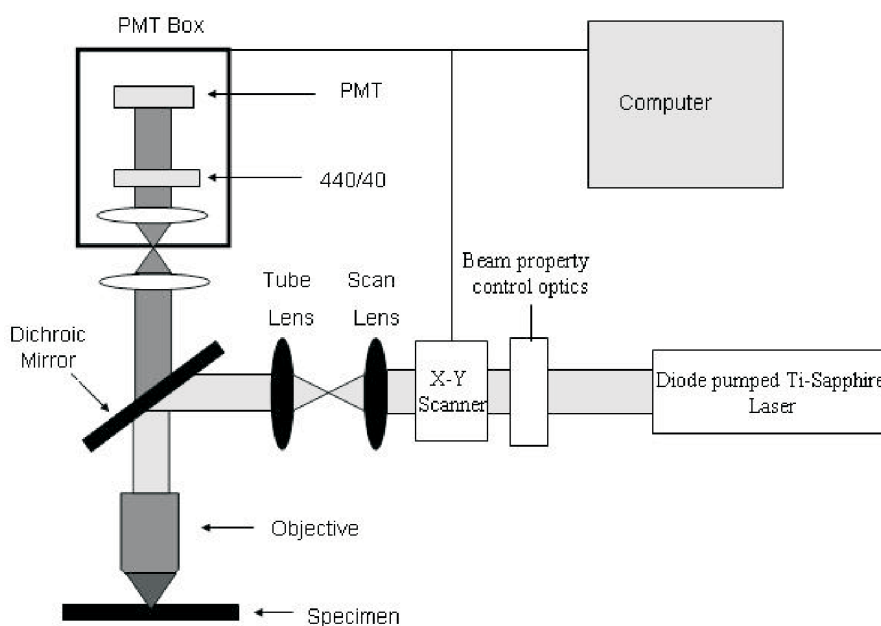 PMT Box
PMT
Computer
440/40
Beam property
control optics
Tube
Lens
Scan
Lens
Dichroic
Mirror
X-Y
Scanner
Diode pumped Ti-Sapphire
Laser
Objective
Specimen